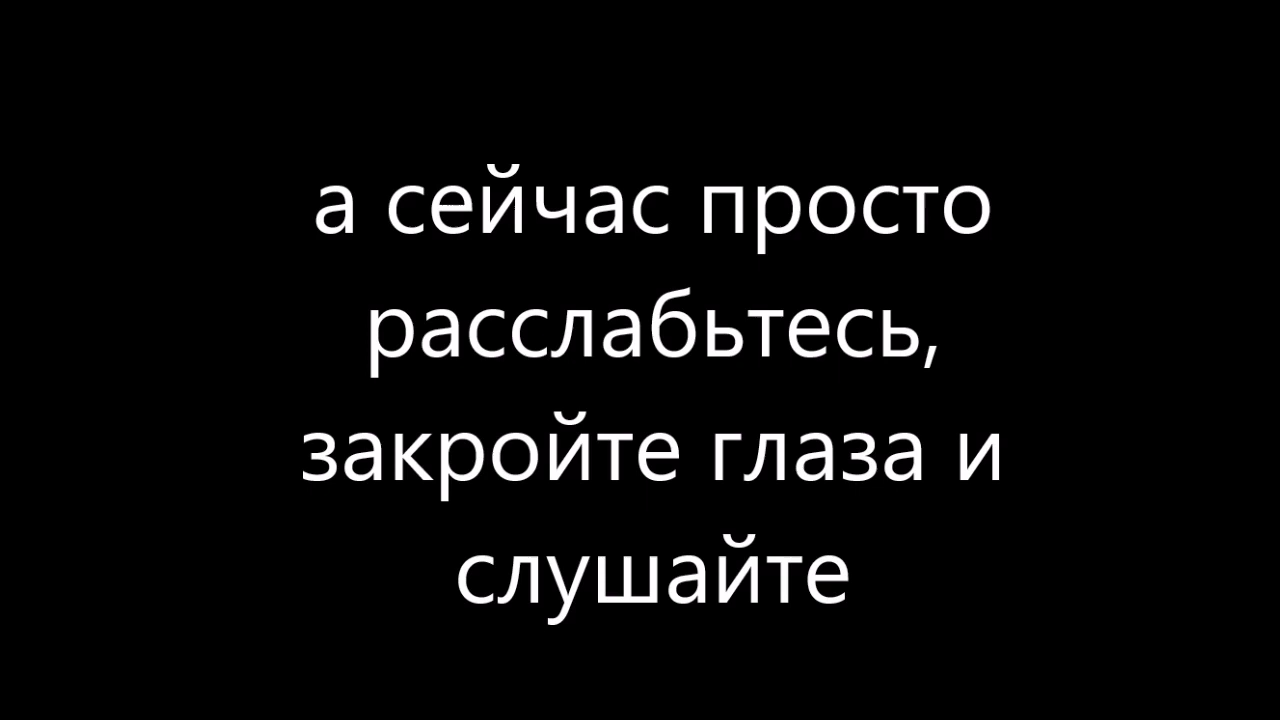 а сейчас просто
расслабьтесь,
закройте глаза и
слушайте